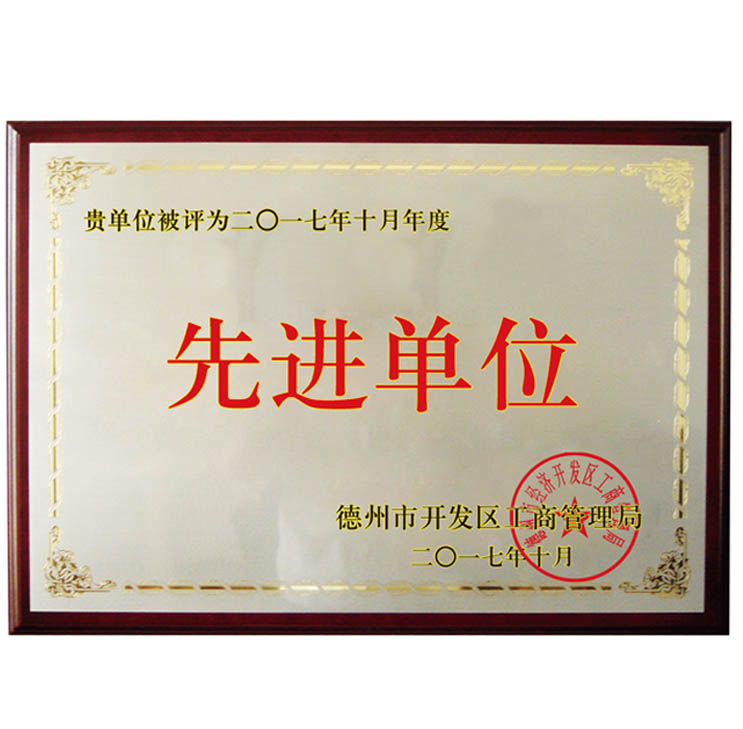 贵单位被评为二〇一七年十月年度
先进单位
德州市开发区工商管理局
二〇一七年十月